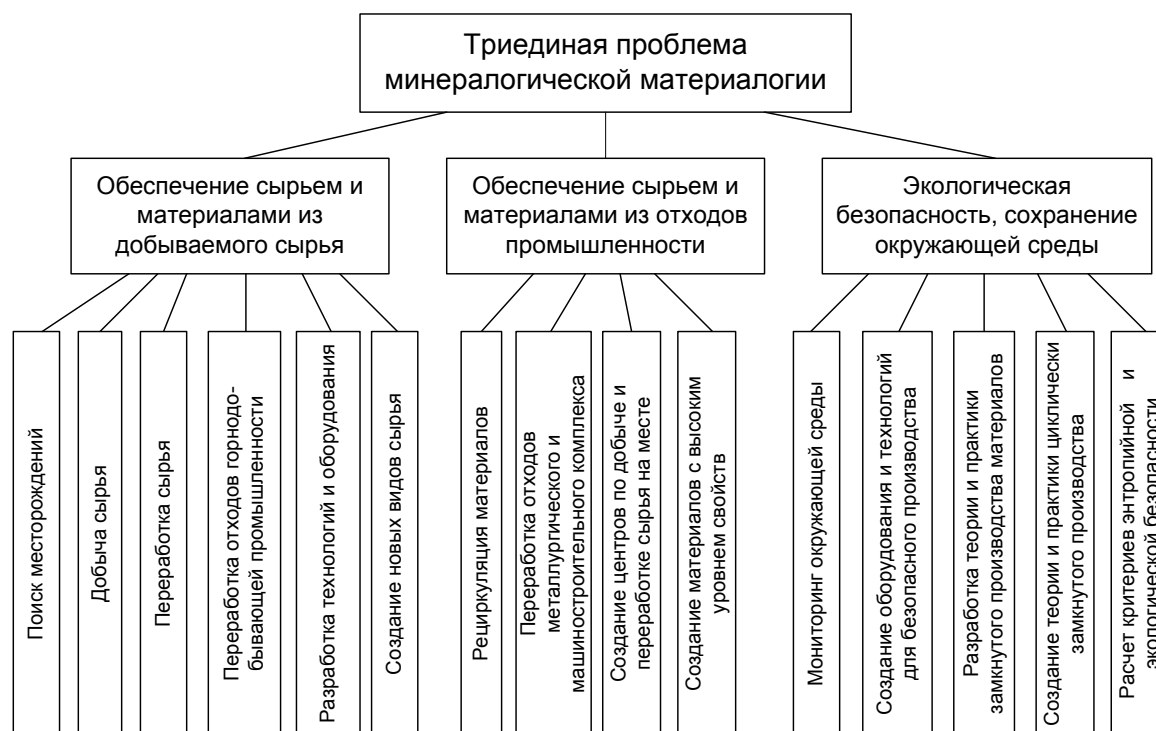 Триединая проблема
минералогической материалогии
Обеспечение сырьем и
материалами из
добываемого сырья
Обеспечение сырьем и
материалами из отходов
промышленности
Экологическая
безопасность, сохранение
окружающей среды
Поиск месторождений
Добыча сырья
Переработка сырья
Переработка отходов горнодо-
бывающей промышленности
Разработка технологий и оборудования
Создание новых видов сырья
Рециркуляция материалов
Переработка отходов
металлургического и
машиностроительного комплекса
Создание центров по добыче и
переработке сырья на месте
Создание материалов с высоким
уровнем свойств
Мониторинг окружающей среды
Создание оборудования и технологий
для безопасного производства
Разработка теории и практики
замкнутого производства материалов
Создание теории и практики циклически
замкнутого производства
Расчет критериев энтропийной и
экологической безопасности